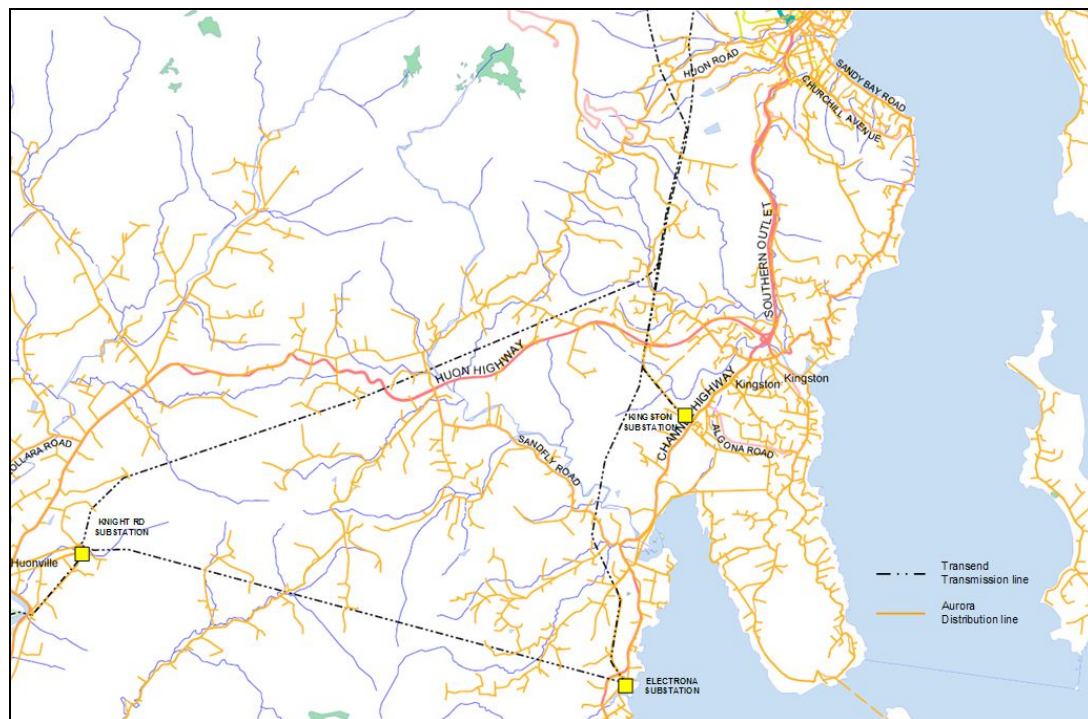 HUON ROAD
SANDY BAY ROAD
CHURCHILL AVENUE
SOUTHERN OUTLET
HUON HIGHWAY
Kingston
Kingston
KINGSTON
SUBSTATION
CHANN
HIGHWAY
ALGONA ROAD
SANDFLY ROAD
OLLARA ROAD
KNIGHT RD
SUBSTATION
Huonville
Transend
Transmission line
Aurora
Distribution line
ELECTRONA
SUBSTATION